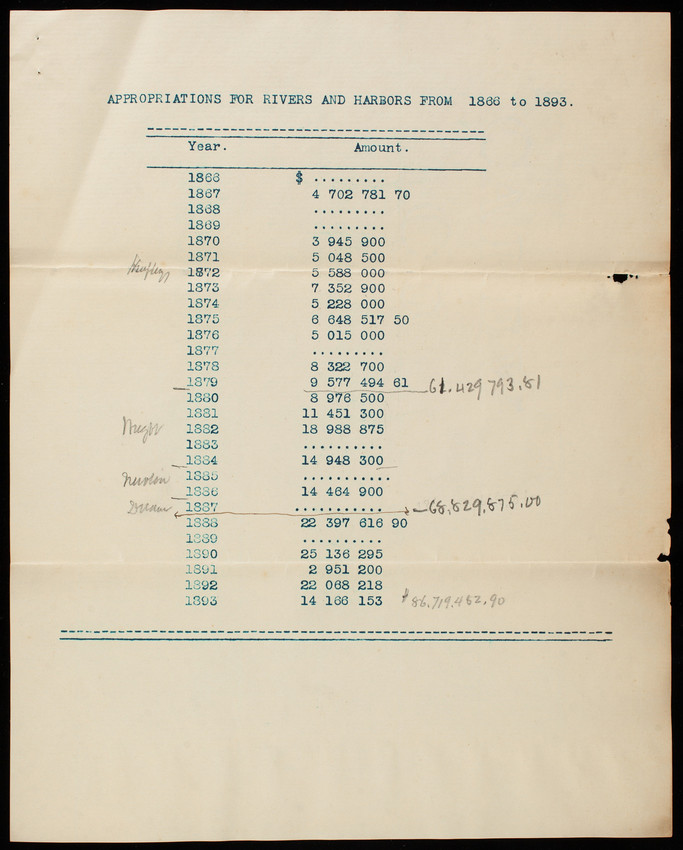 APPROPRIATIONS FOR RIVERS AND HARBORS FROM 1866 to 1893.
Year. Amount.
1866 $ .........
1867 4 702 781 70
1868 .........
1869 .........
1870 3 945 900
1871 5 048 500
1872 5 588 000
1873 7 352 900
1874 5 228 000
1875 6 648 517 50
1876 5 015 000
1877 .........
1878 8 322 700
1879 9 577 494 61 61.429793.81
1880 8 976 500
1881 11 451 300
Wright 1882 18 988 875
1883 ..........
1884 14 948 300
Newton 1885 ...........
1886 14 464 900
Duane 1887 ........... 68,829,875.00
1888 22 397 616 90
1889 ..........
1890 25 136 295
1891 2 951 200
1892 22 068 218
1893 14 166 153 $86,719,482.90